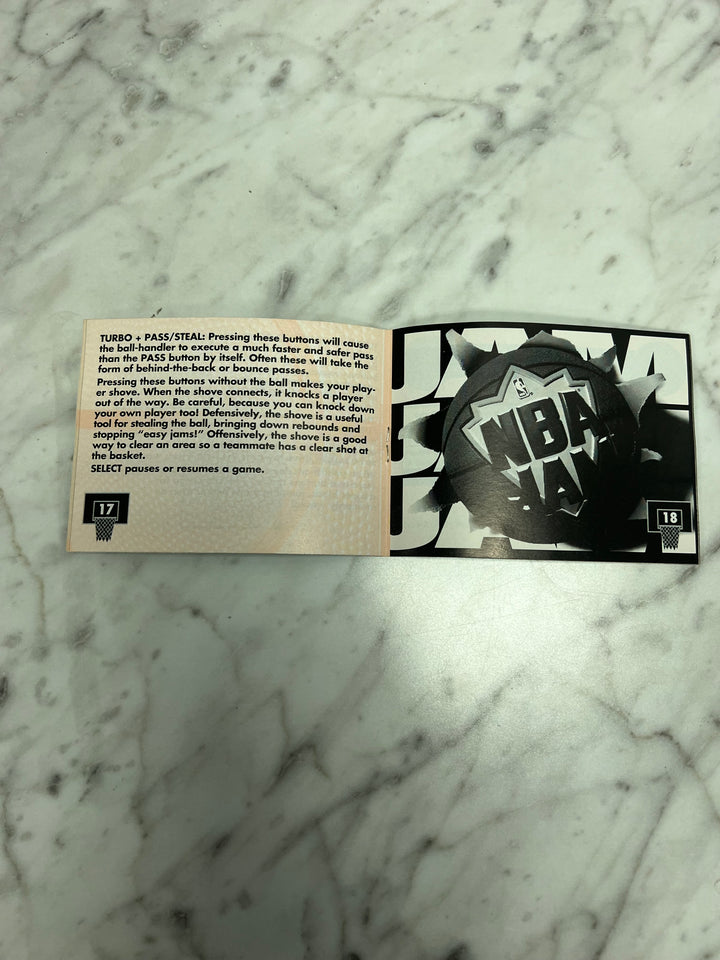 TURBO + PASS/STEAL: Pressing these buttons will cause
the ball-handler to execute a much faster and safer pass
than the PASS button by itself. Often these will take the
form of behind-the-back or bounce passes.
Pressing these buttons without the ball makes your play-
er shove. When the shove connects, it knocks a player
out of the way. Be careful, because you can knock down
your own player too! Defensively, the shove is a useful
tool for stealing the ball, bringing down rebounds and
stopping "easy jams!" Offensively, the shove is a good
way to clear an area so a teammate has a clear shot at
the basket.
SELECT pauses or resumes a game.
17
JAM
NBA
JAM
18